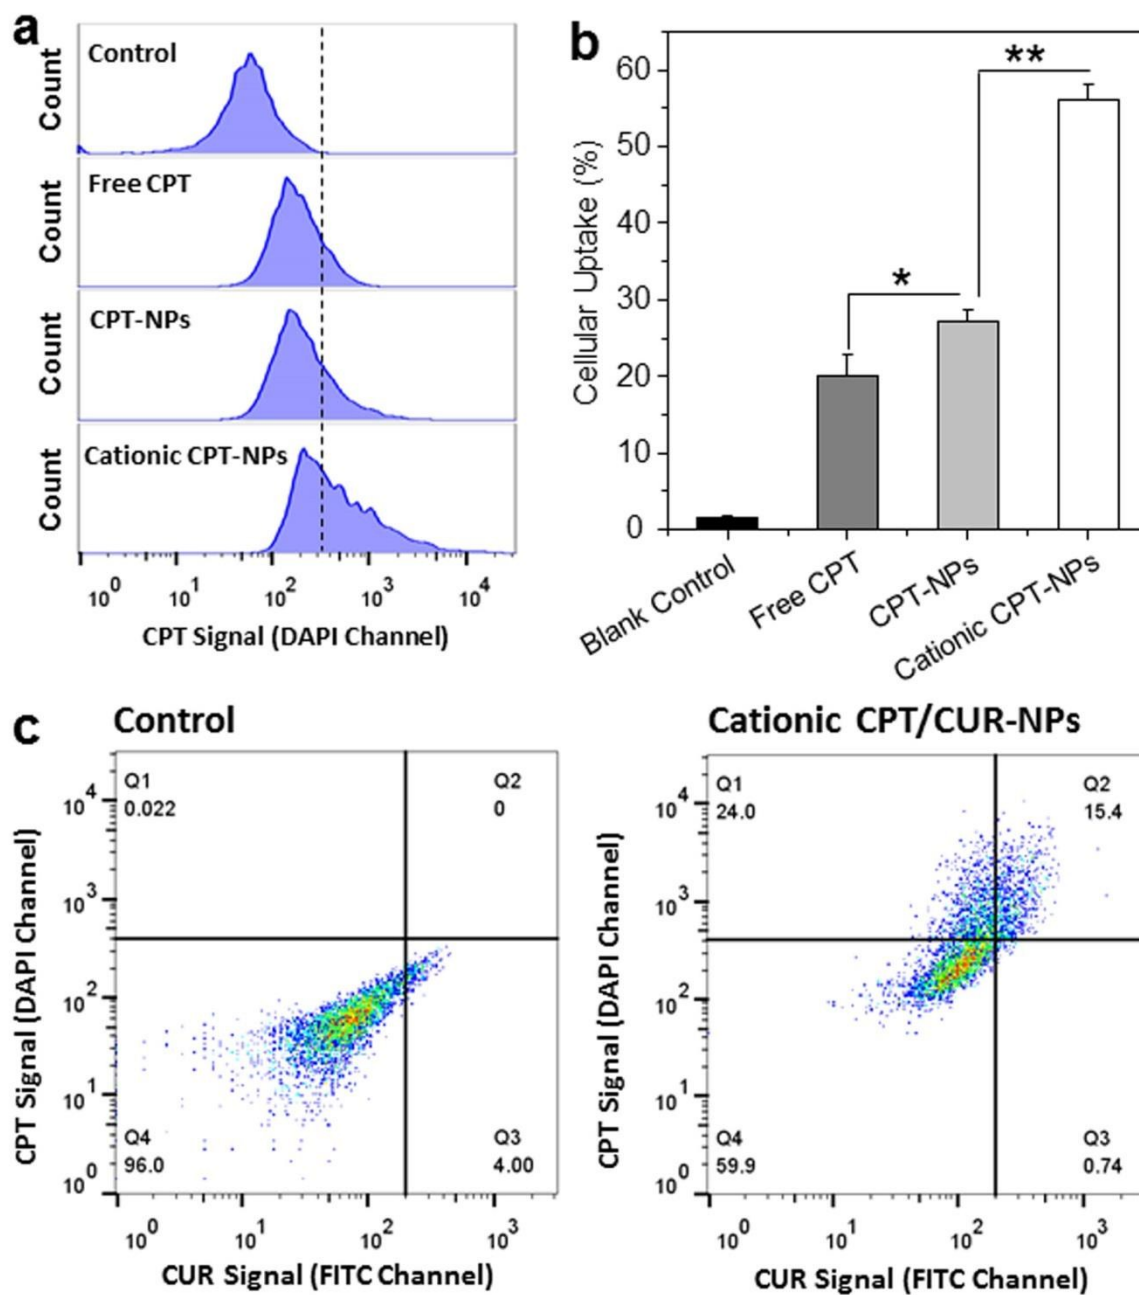 a
Control
Count
Free CPT
Count
CPT-NPs
Count
Cationic CPT-NPs
Count
10^0 10^1 10^2 10^3 10^4
CPT Signal (DAPI Channel)
b
**
*
60
50
40
30
20
10
0
Cellular Uptake (%)
Blank Control
Free CPT
CPT-NPs
Cationic CPT-NPs
c
Control
Q1
0.022
Q2
0
Q4
96.0
Q3
4.00
10^4
10^3
10^2
10^1
10^0
CPT Signal (DAPI Channel)
10^0 10^1 10^2 10^3
CUR Signal (FITC Channel)
Cationic CPT/CUR-NPs
Q1
24.0
Q2
15.4
Q4
59.9
Q3
0.74
10^4
10^3
10^2
10^1
10^0
CPT Signal (DAPI Channel)
10^0 10^1 10^2 10^3
CUR Signal (FITC Channel)